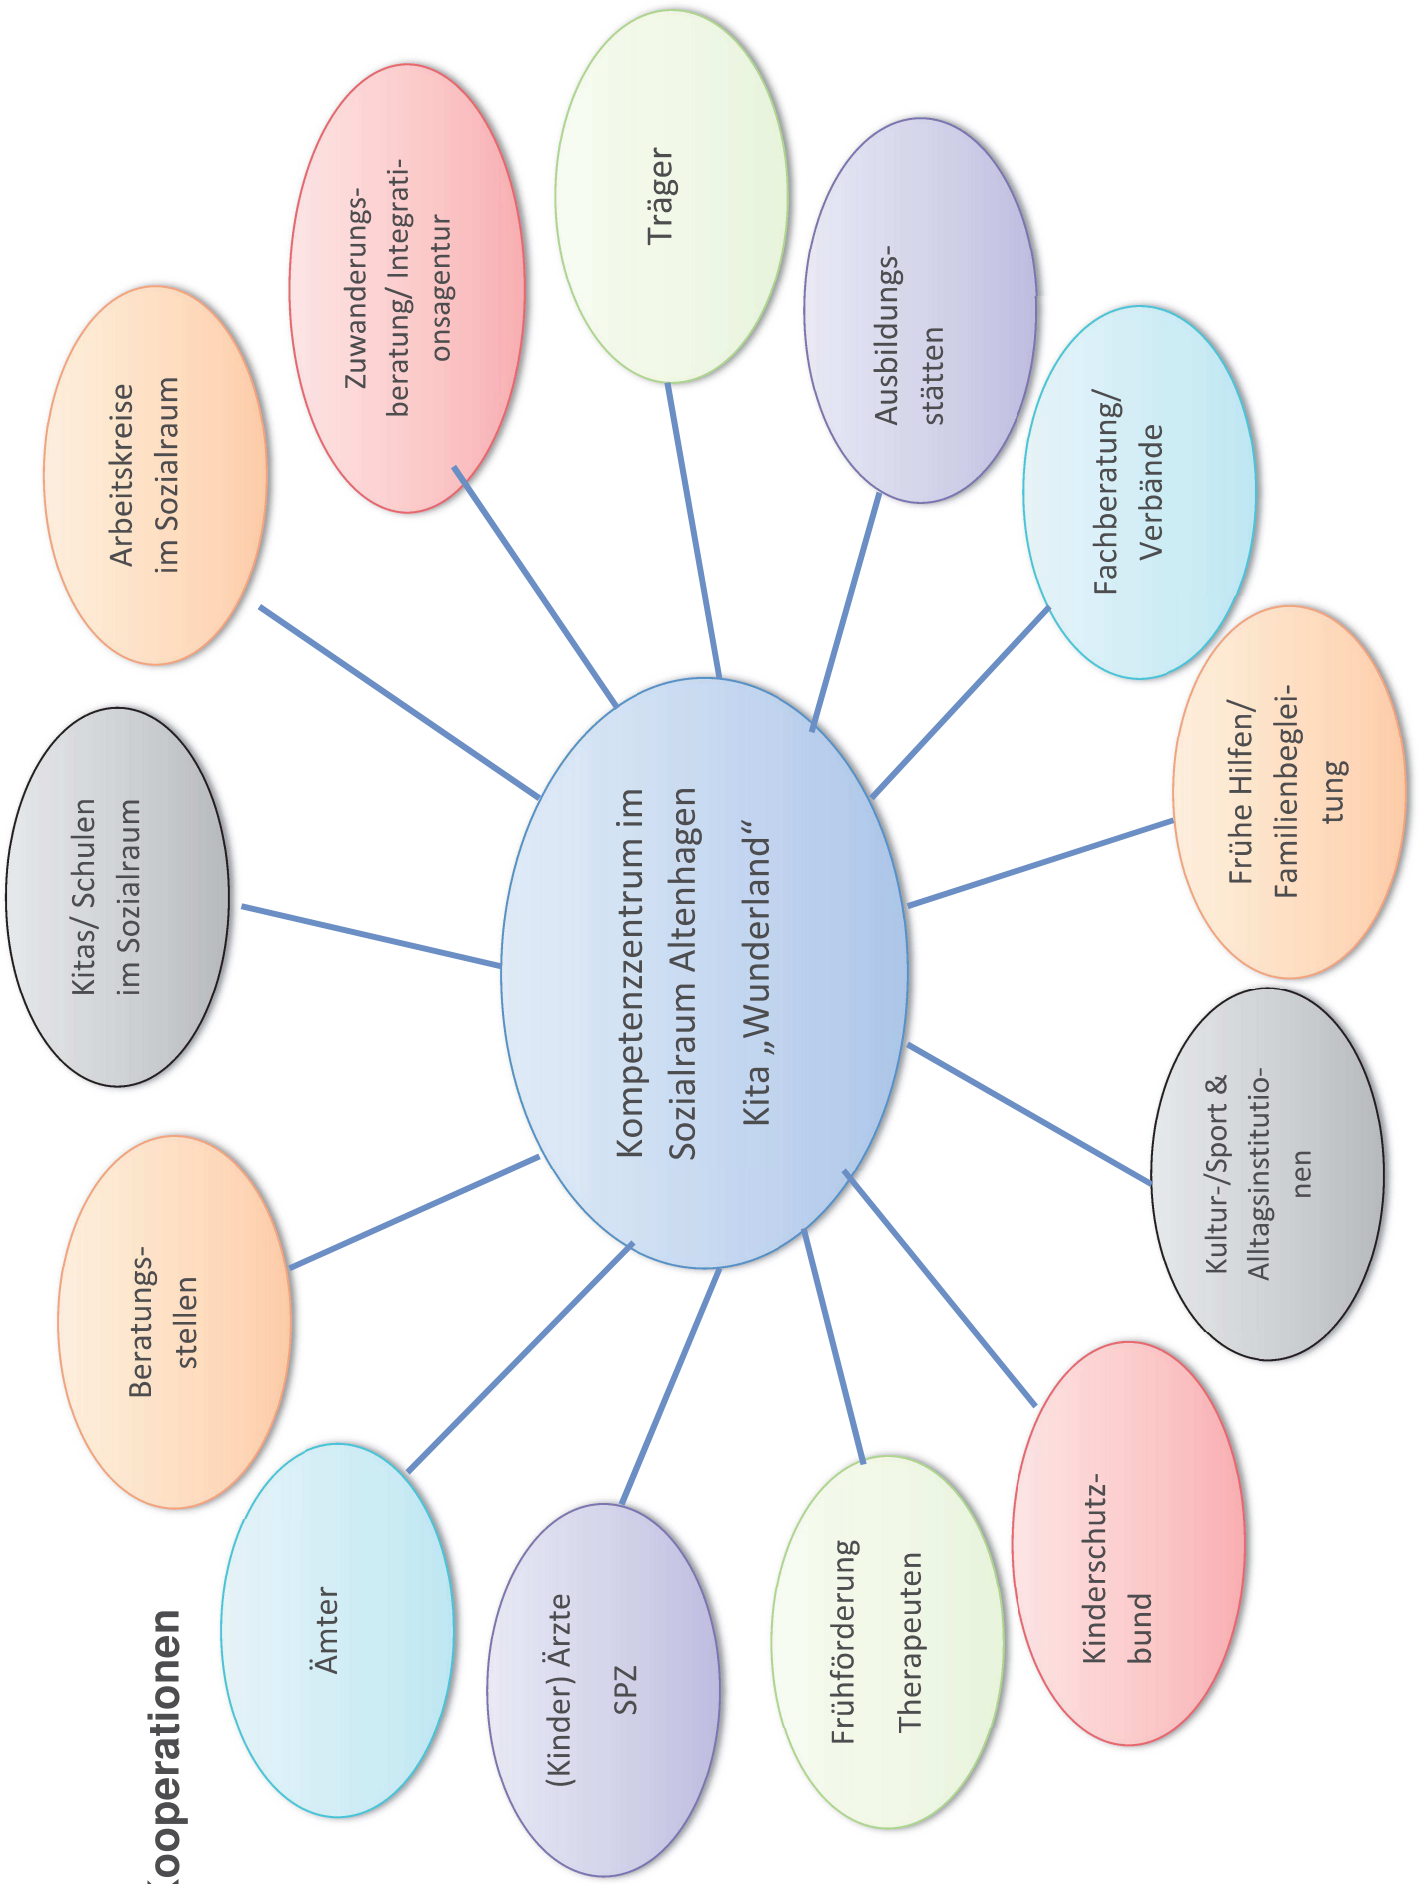 Kooperationen
Kitas/ Schulen
im Sozialraum
Arbeitskreise
im Sozialraum
Beratungs-
stellen
Zuwanderungs-
beratung/ Integrati-
onsagentur
Ämter
Träger
(Kinder) Ärzte
SPZ
Kompetenzzentrum im
Sozialraum Altenhagen
Kita „Wunderland“
Ausbildungs-
stätten
Frühförderung
Therapeuten
Fachberatung/
Verbände
Kinderschutz-
bund
Kultur-/Sport &
Alltagsinstitutio-
nen
Frühe Hilfen/
Familienbeglei-
tung